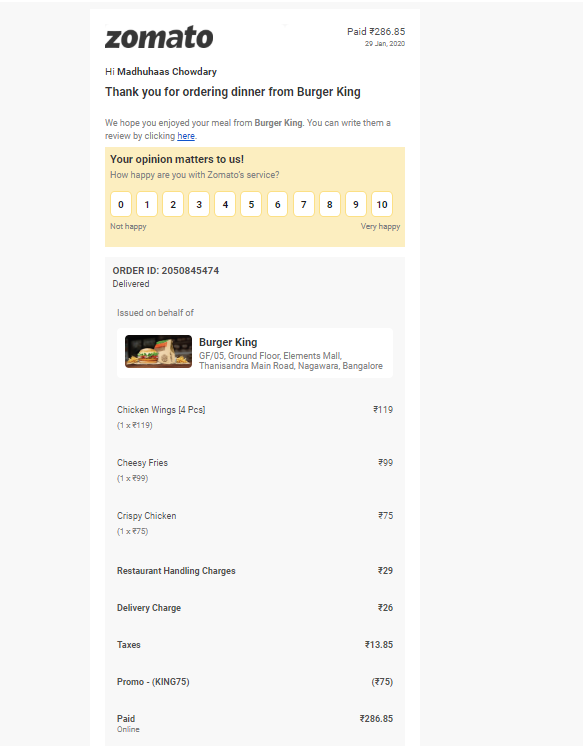 zomato
Paid ₹286.85
29 Jan, 2020
Hi Madhuhaas Chowdary
Thank you for ordering dinner from Burger King
We hope you enjoyed your meal from Burger King. You can write them a
review by clicking here.
Your opinion matters to us!
How happy are you with Zomato's service?
0 1 2 3 4 5 6 7 8 9 10
Not happy Very happy
ORDER ID: 2050845474
Delivered
Issued on behalf of
Burger King
GF/05, Ground Floor, Elements Mall,
Thanisandra Main Road, Nagawara, Bangalore
Chicken Wings [4 Pcs] ₹119
(1 x ₹119)
Cheesy Fries ₹99
(1 x ₹99)
Crispy Chicken ₹75
(1 x ₹75)
Restaurant Handling Charges ₹29
Delivery Charge ₹26
Taxes ₹13.85
Promo - (KING75) (₹75)
Paid ₹286.85
Online